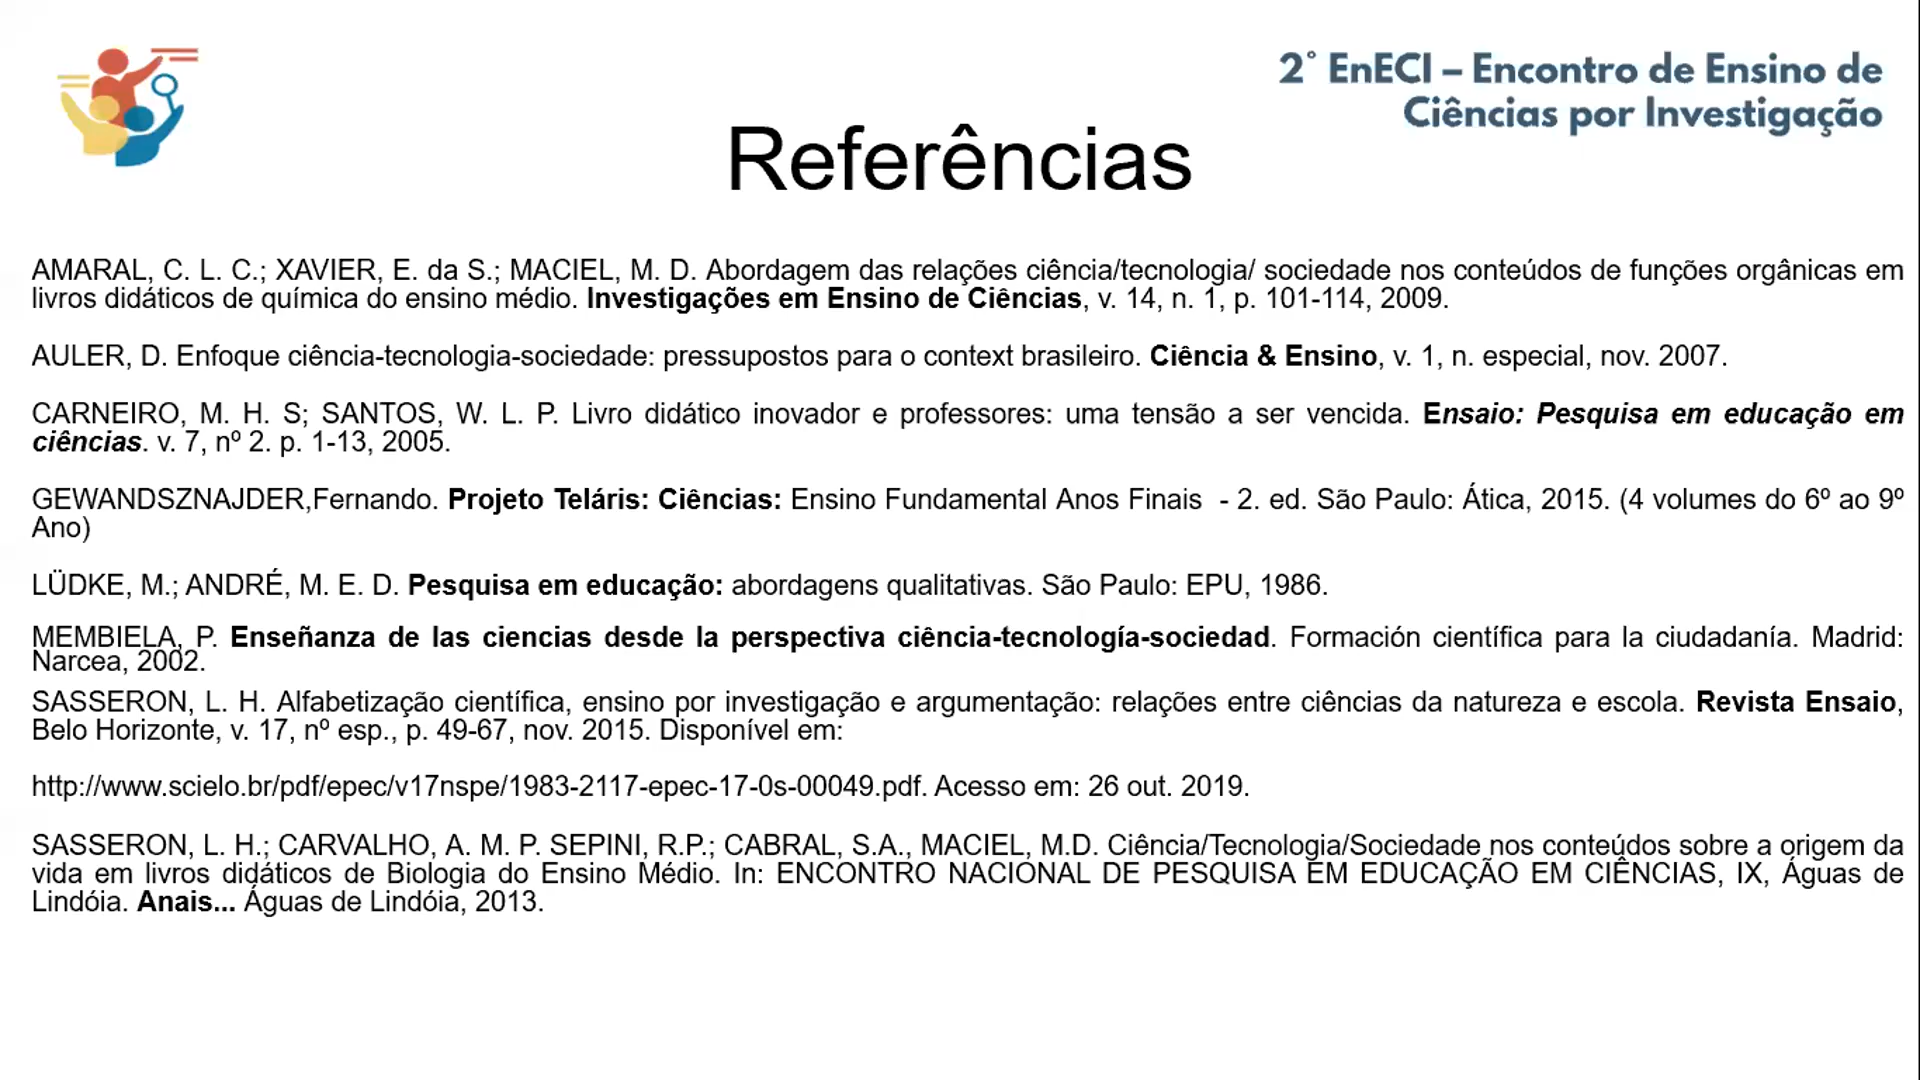 2° EnECI – Encontro de Ensino de
Ciências por Investigação
Referências
AMARAL, C. L. C.; XAVIER, E. da S.; MACIEL, M. D. Abordagem das relações ciência/tecnologia/ sociedade nos conteúdos de funções orgânicas em
livros didáticos de química do ensino médio. Investigações em Ensino de Ciências, v. 14, n. 1, p. 101-114, 2009.
AULER, D. Enfoque ciência-tecnologia-sociedade: pressupostos para o context brasileiro. Ciência & Ensino, v. 1, n. especial, nov. 2007.
CARNEIRO, M. H. S; SANTOS, W. L. P. Livro didático inovador e professores: uma tensão a ser vencida. Ensaio: Pesquisa em educação em
ciências. v. 7, nº 2. p. 1-13, 2005.
GEWANDSZNAJDER,Fernando. Projeto Teláris: Ciências: Ensino Fundamental Anos Finais - 2. ed. São Paulo: Ática, 2015. (4 volumes do 6º ao 9º
Ano)
LÜDKE, M.; ANDRÉ, M. E. D. Pesquisa em educação: abordagens qualitativas. São Paulo: EPU, 1986.
MEMBIELA, P. Enseñanza de las ciencias desde la perspectiva ciência-tecnología-sociedad. Formación científica para la ciudadanía. Madrid:
Narcea, 2002.
SASSERON, L. H. Alfabetização científica, ensino por investigação e argumentação: relações entre ciências da natureza e escola. Revista Ensaio,
Belo Horizonte, v. 17, nº esp., p. 49-67, nov. 2015. Disponível em:
http://www.scielo.br/pdf/epec/v17nspe/1983-2117-epec-17-0s-00049.pdf. Acesso em: 26 out. 2019.
SASSERON, L. H.; CARVALHO, A. M. P. SEPINI, R.P.; CABRAL, S.A., MACIEL, M.D. Ciência/Tecnologia/Sociedade nos conteúdos sobre a origem da
vida em livros didáticos de Biologia do Ensino Médio. In: ENCONTRO NACIONAL DE PESQUISA EM EDUCAÇÃO EM CIÊNCIAS, IX, Águas de
Lindóia. Anais... Águas de Lindóia, 2013.